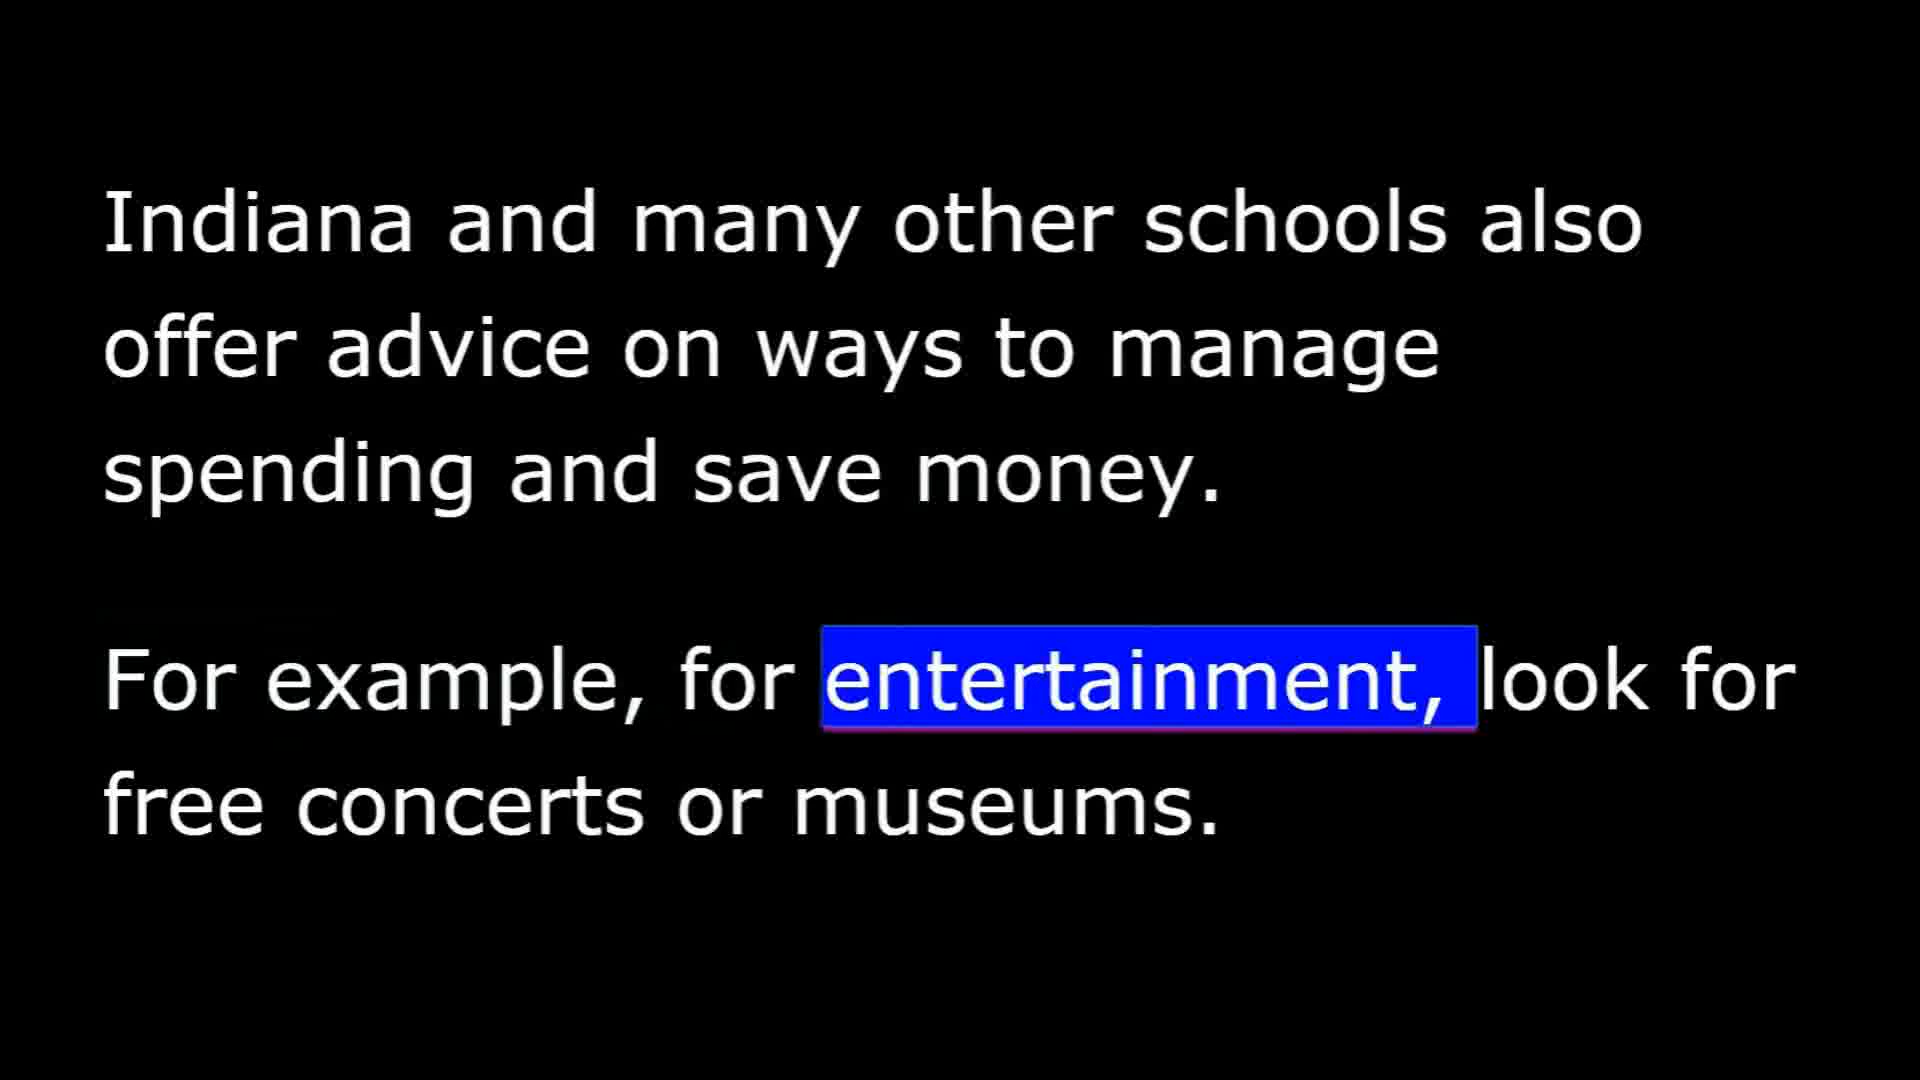 Indiana and many other schools also
offer advice on ways to manage
spending and save money.
For example, for entertainment, look for
free concerts or museums.